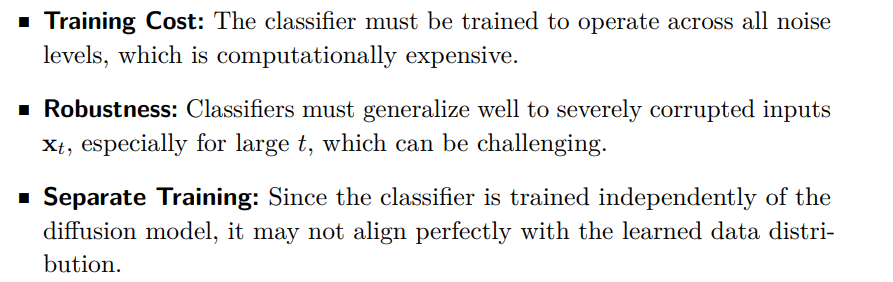 ▪ Training Cost: The classifier must be trained to operate across all noise
levels, which is computationally expensive.
▪ Robustness: Classifiers must generalize well to severely corrupted inputs
xₜ, especially for large t, which can be challenging.
▪ Separate Training: Since the classifier is trained independently of the
diffusion model, it may not align perfectly with the learned data distri-
bution.